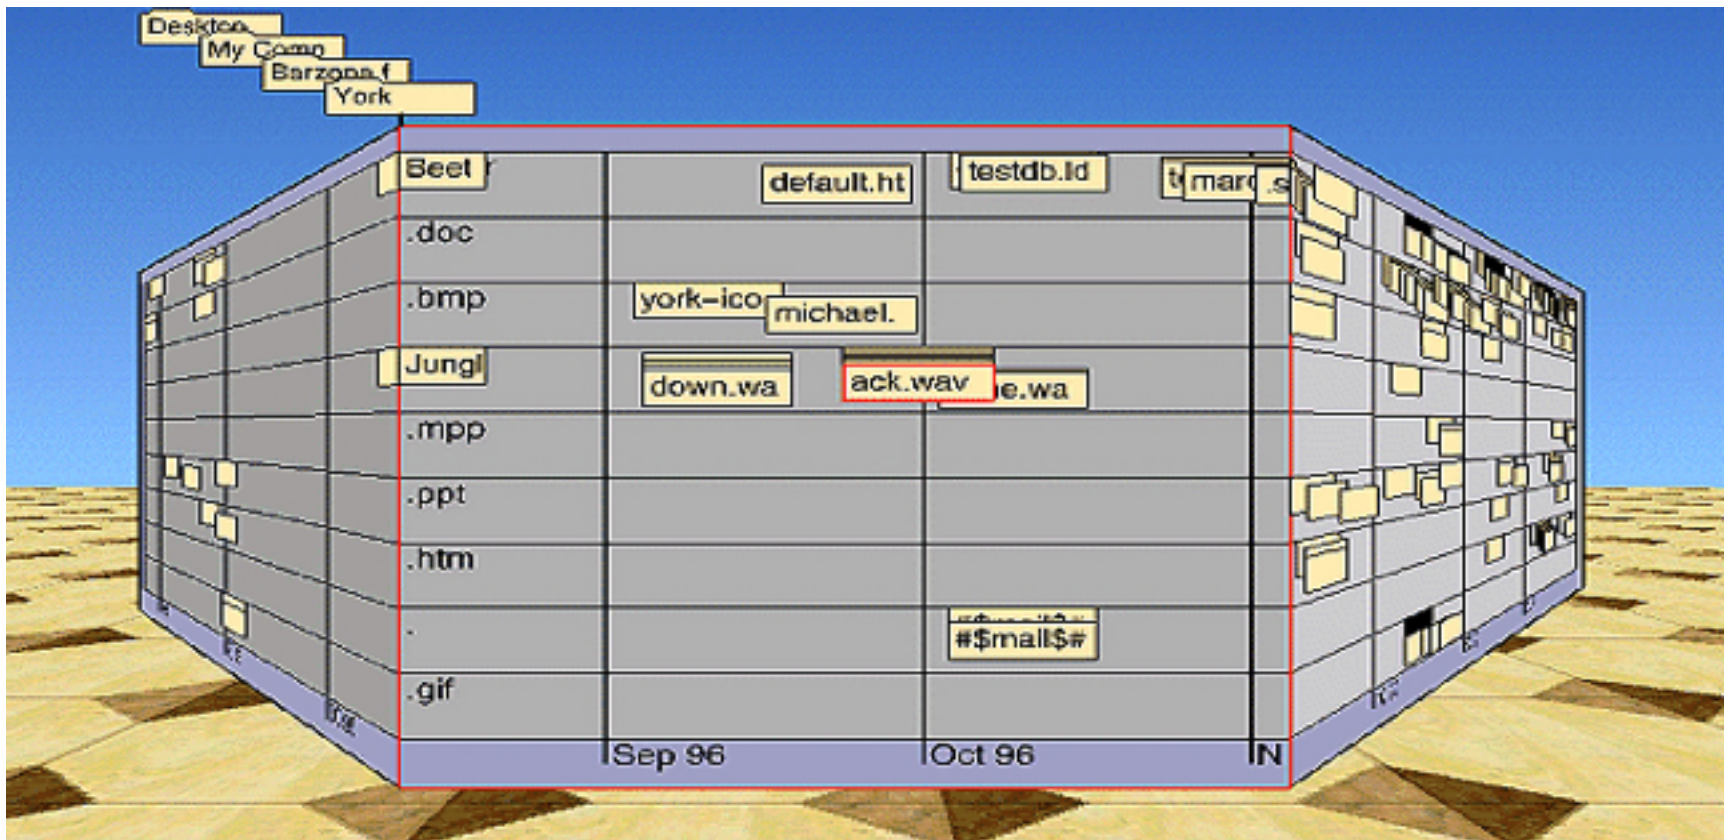 Desktop
My Comp
Barzona.f
York
Beet r
default.ht
testdb.ld
t
mar
.s
.doc
.bmp
york-ico
michael.
Jungl
down.wa
ack.wav
e.wa
.mpp
.ppt
.htm
.
#$mail$#
.gif
Sep 96
Oct 96
N